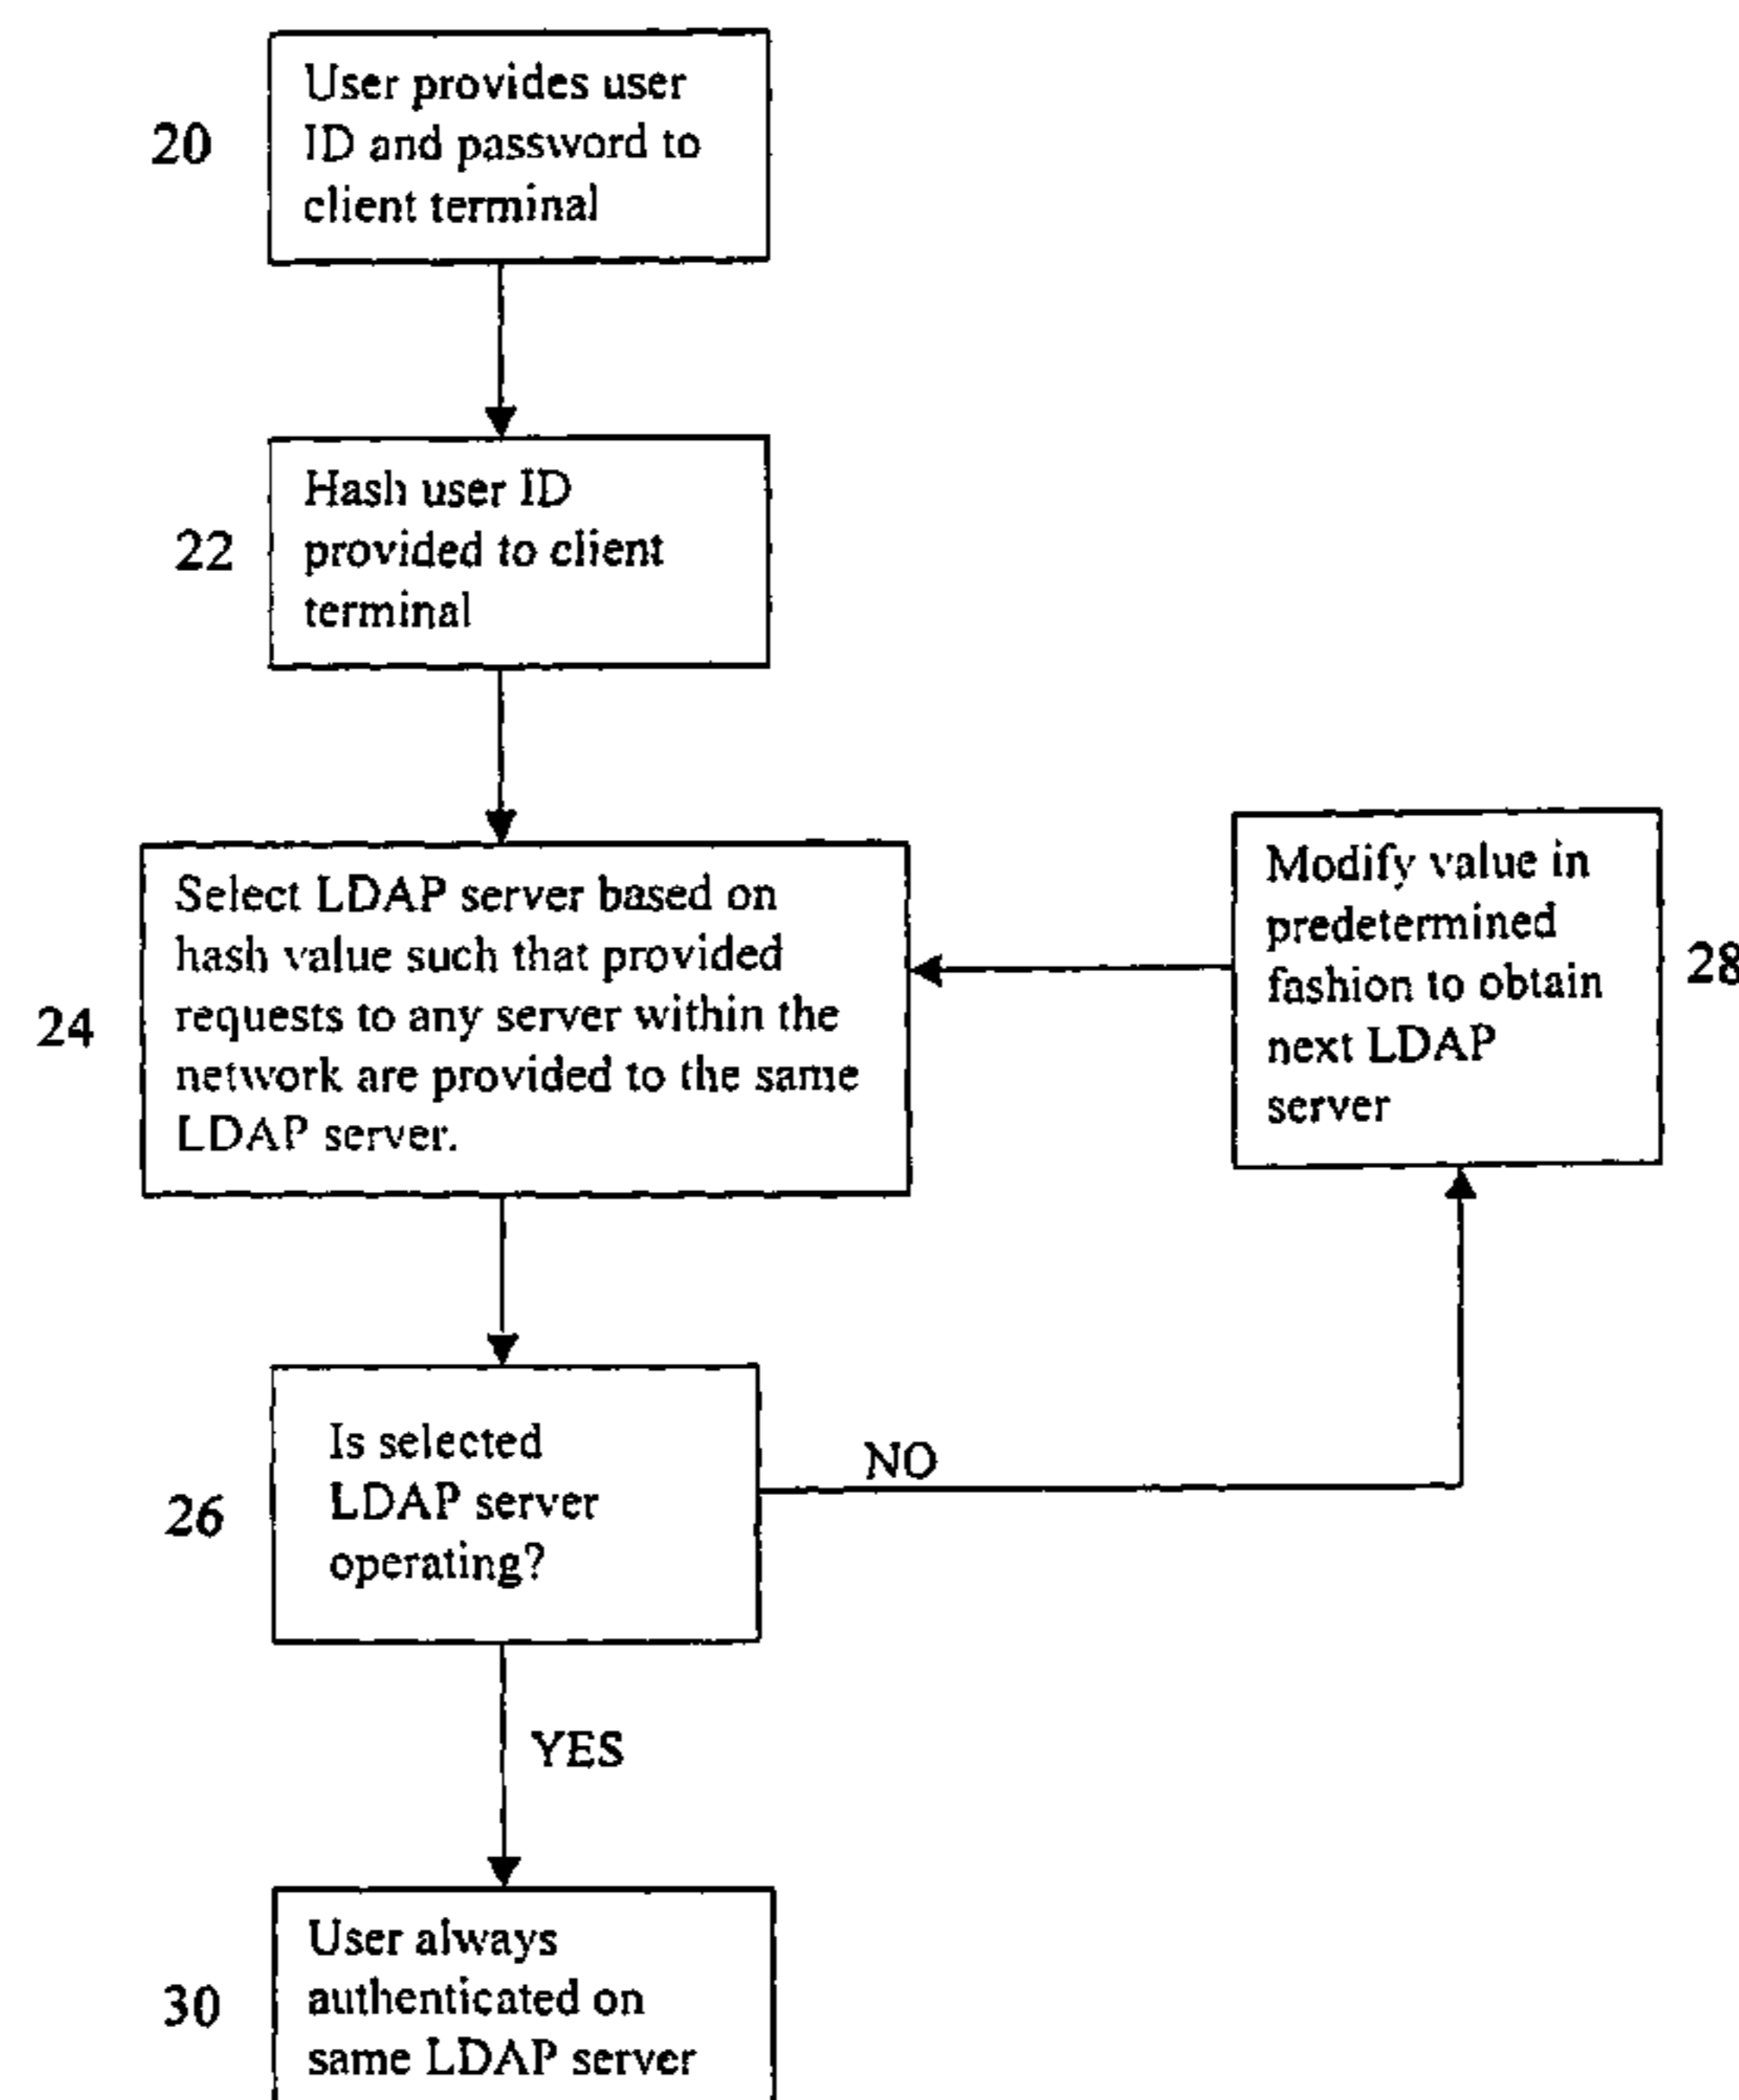 20
User provides user
ID and password to
client terminal
22
Hash user ID
provided to client
terminal
24
Select LDAP server based on
hash value such that provided
requests to any server within the
network are provided to the same
LDAP server.
Modify value in
predetermined
fashion to obtain
next LDAP
server
28
26
Is selected
LDAP server
operating?
NO
YES
30
User always
authenticated on
same LDAP server